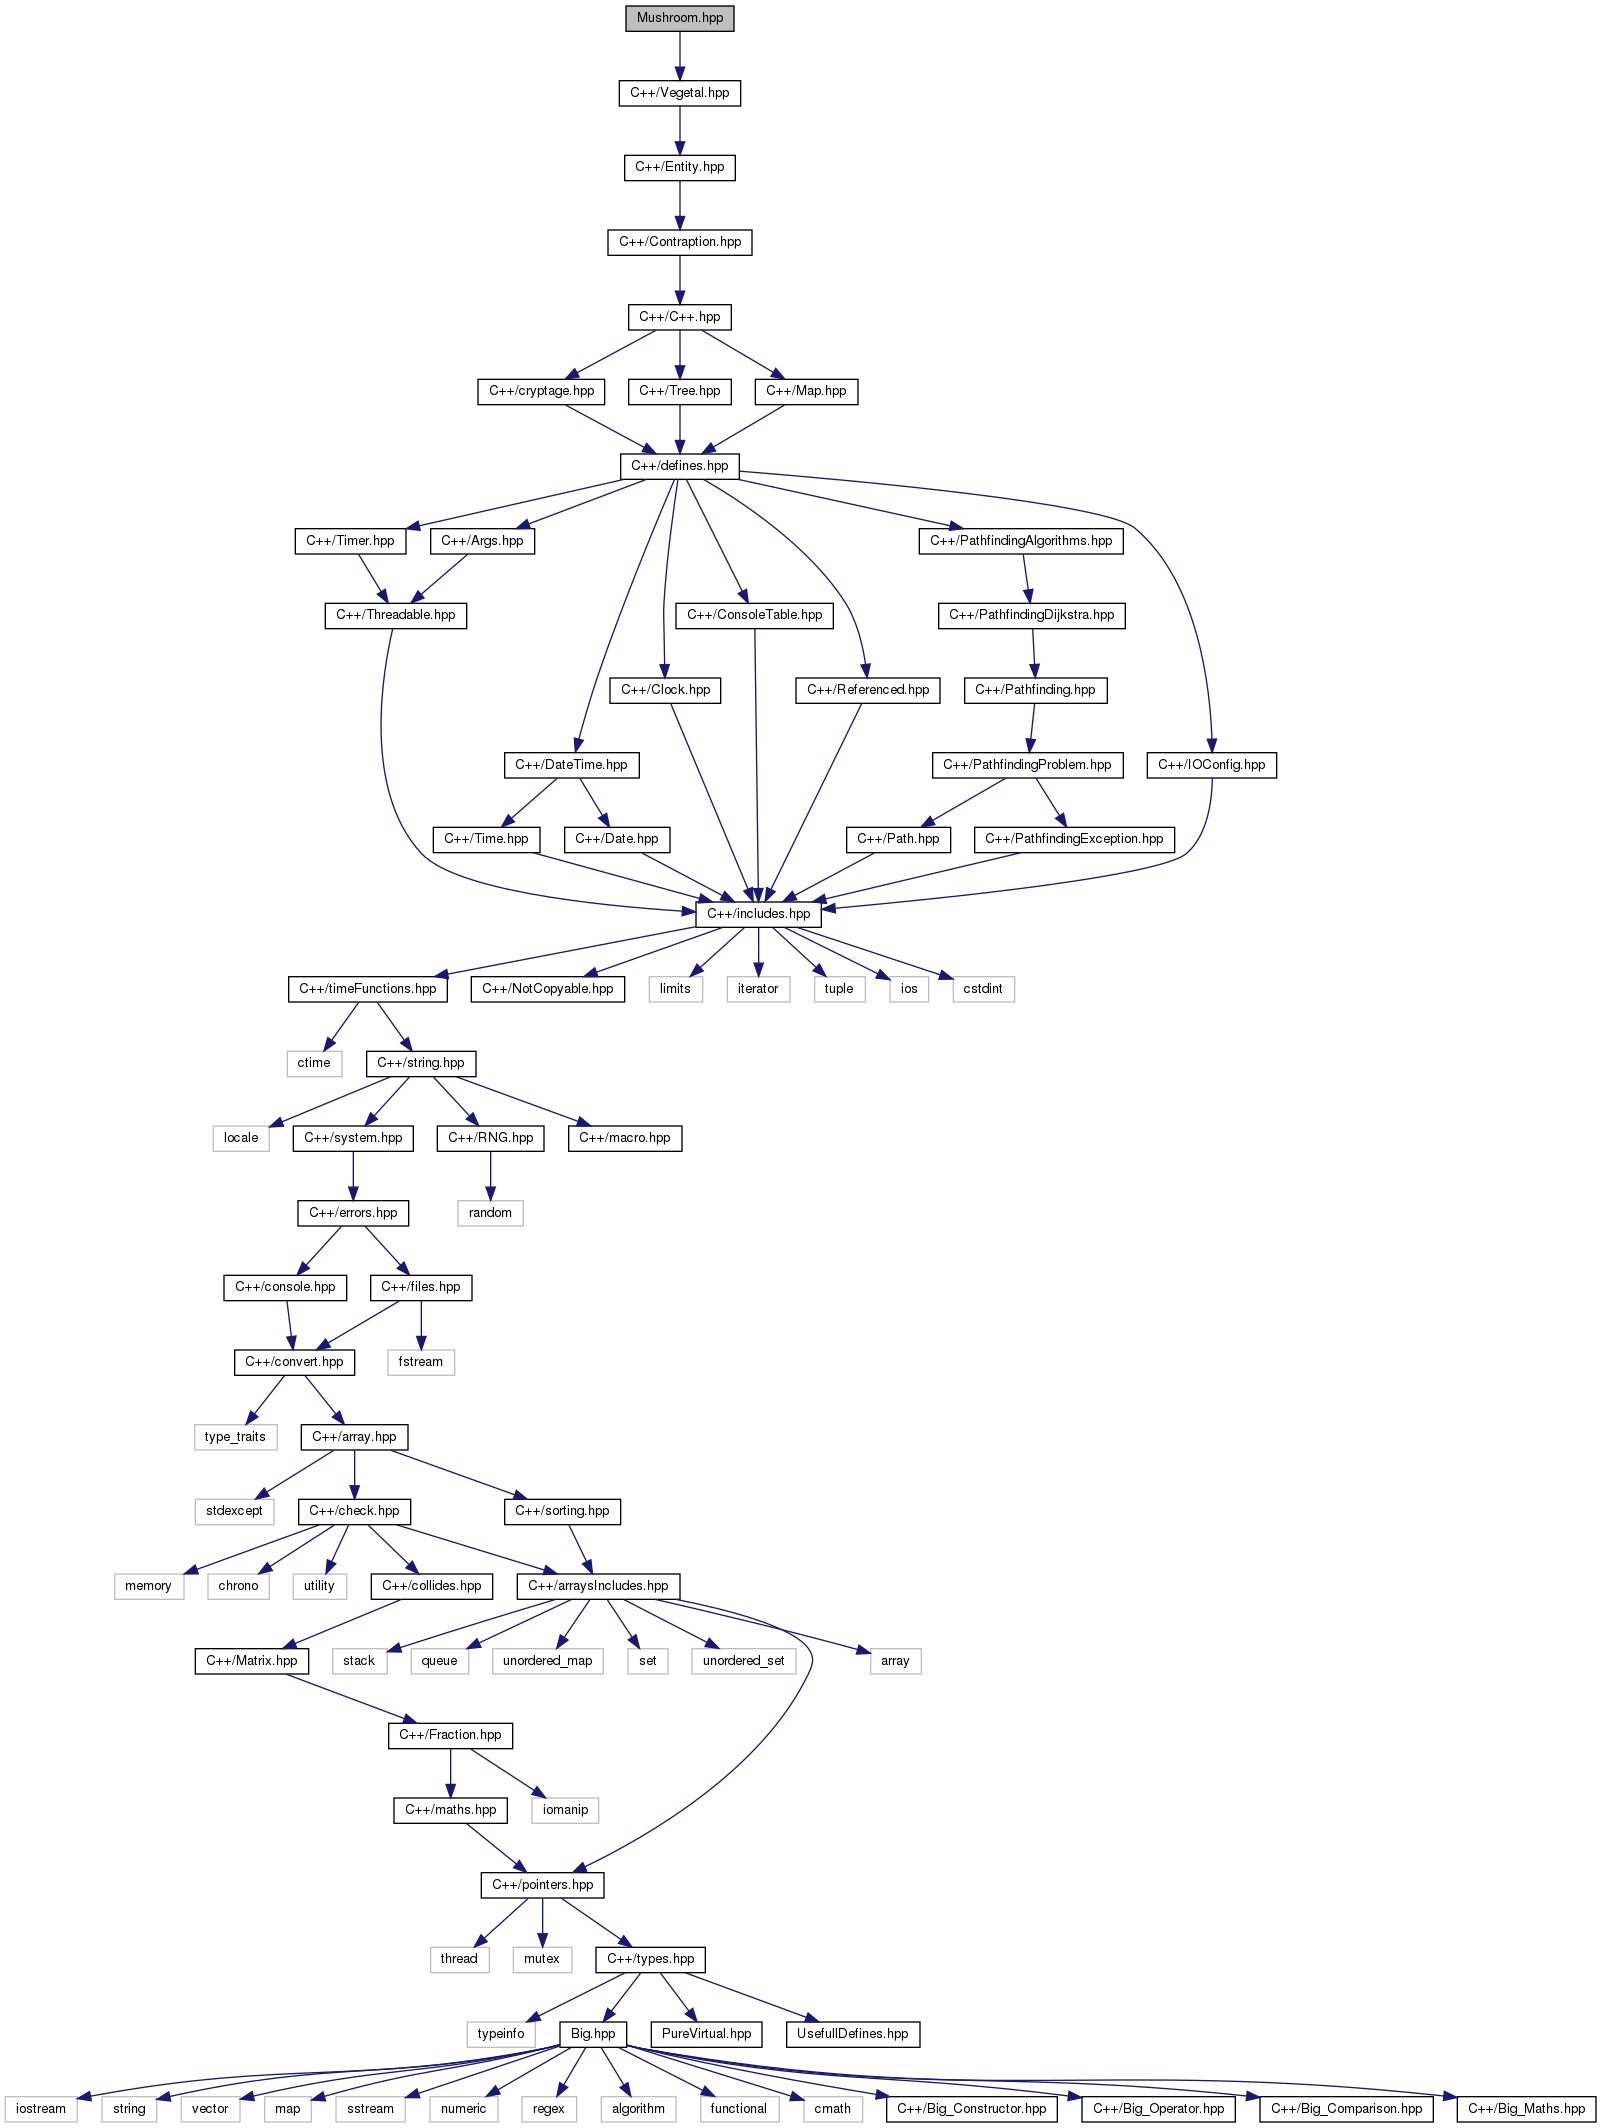 Mushroom.hpp
C++/Vegetal.hpp
C++/Entity.hpp
C++/Contraption.hpp
C++/C++.hpp
C++/cryptage.hpp
C++/Tree.hpp
C++/Map.hpp
C++/defines.hpp
C++/Timer.hpp
C++/Args.hpp
C++/PathfindingAlgorithms.hpp
C++/Threadable.hpp
C++/ConsoleTable.hpp
C++/PathfindingDijkstra.hpp
C++/Clock.hpp
C++/Referenced.hpp
C++/Pathfinding.hpp
C++/DateTime.hpp
C++/PathfindingProblem.hpp
C++/IOConfig.hpp
C++/Time.hpp
C++/Date.hpp
C++/Path.hpp
C++/PathfindingException.hpp
C++/includes.hpp
C++/timeFunctions.hpp
C++/NotCopyable.hpp
limits
iterator
tuple
ios
cstdint
ctime
C++/string.hpp
locale
C++/system.hpp
C++/RNG.hpp
C++/macro.hpp
C++/errors.hpp
random
C++/console.hpp
C++/files.hpp
C++/convert.hpp
fstream
type_traits
C++/array.hpp
stdexcept
C++/check.hpp
C++/sorting.hpp
memory
chrono
utility
C++/collides.hpp
C++/arraysIncludes.hpp
C++/Matrix.hpp
stack
queue
unordered_map
set
unordered_set
array
C++/Fraction.hpp
C++/maths.hpp
iomanip
C++/pointers.hpp
thread
mutex
C++/types.hpp
typeinfo
Big.hpp
PureVirtual.hpp
UsefullDefines.hpp
iostream
string
vector
map
sstream
numeric
regex
algorithm
functional
cmath
C++/Big_Constructor.hpp
C++/Big_Operator.hpp
C++/Big_Comparison.hpp
C++/Big_Maths.hpp